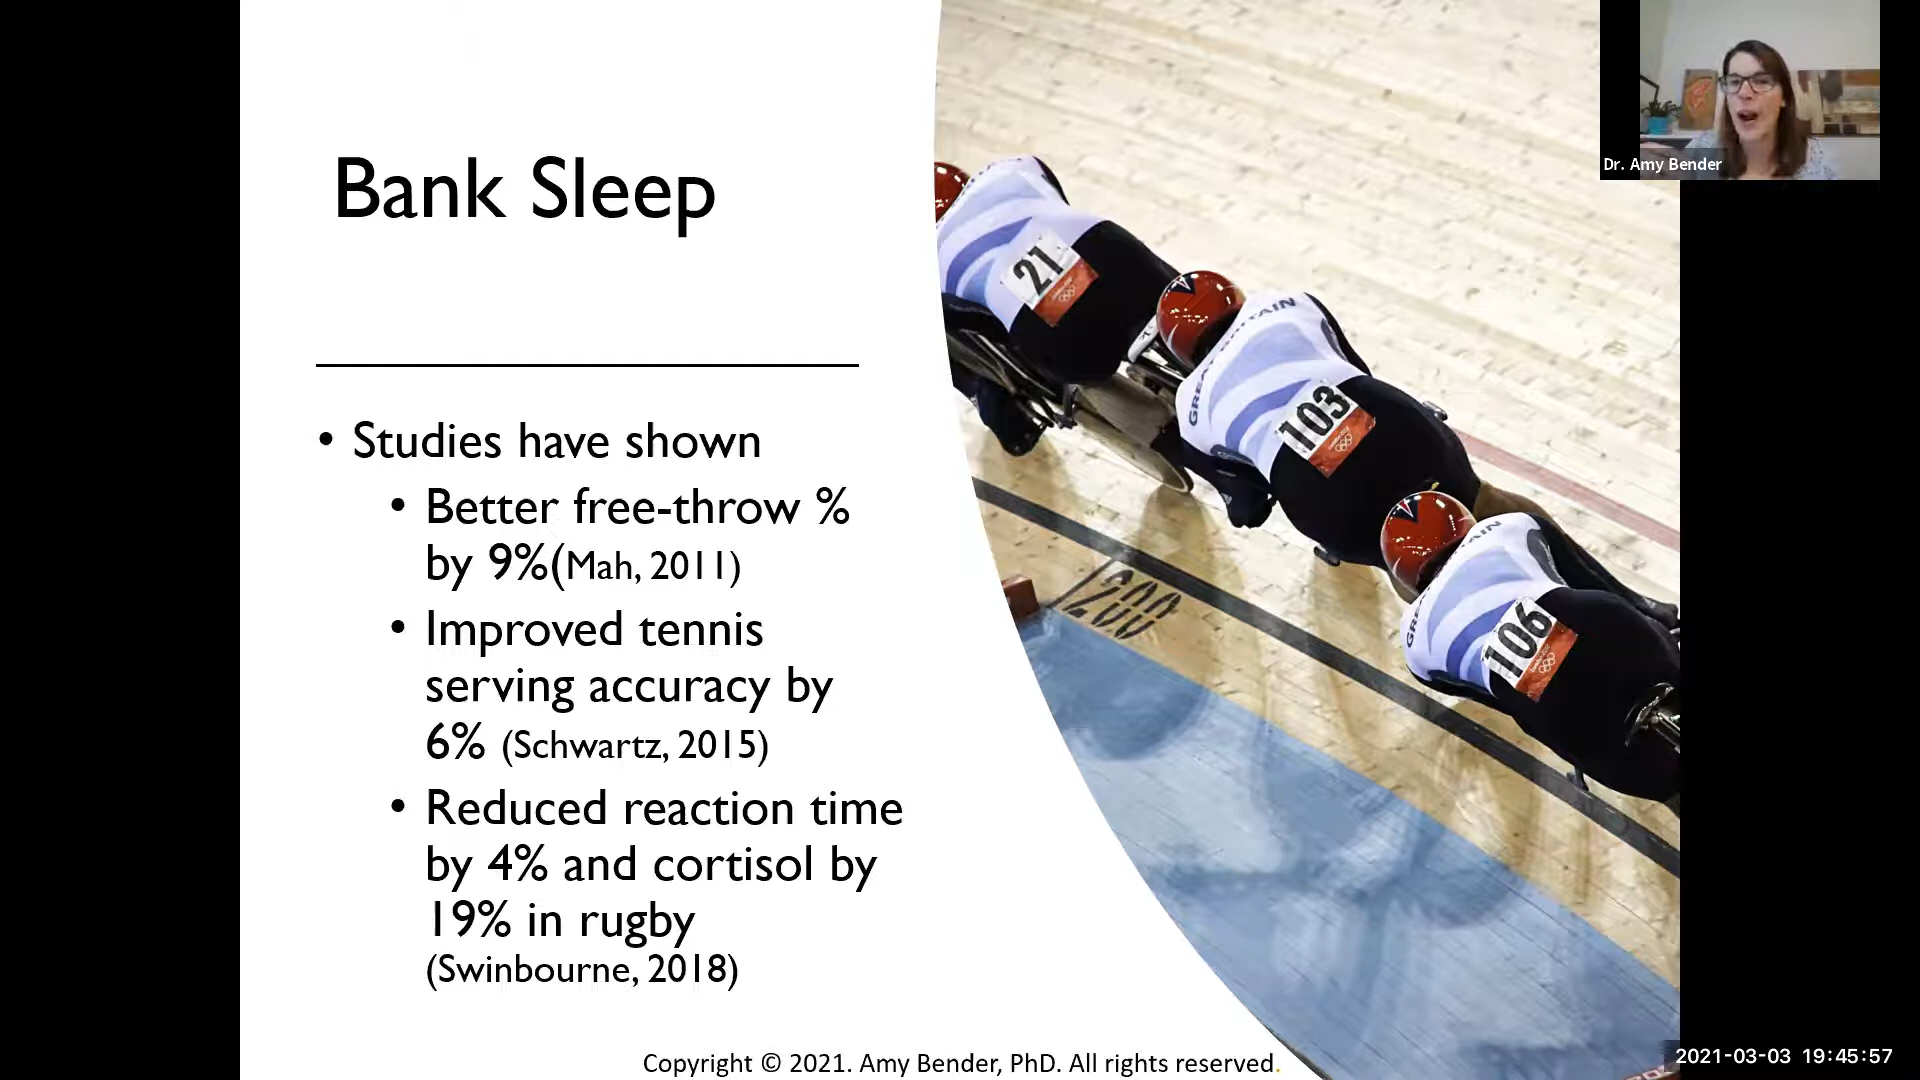 Bank Sleep
• Studies have shown
• Better free-throw %
by 9%(Mah, 2011)
• Improved tennis
serving accuracy by
6% (Schwartz, 2015)
• Reduced reaction time
by 4% and cortisol by
19% in rugby
(Swinbourne, 2018)
Copyright © 2021. Amy Bender, PhD. All rights reserved.
Dr. Amy Bender
21
GREAT BRITAIN
103
106
200
2021-03-03 19:45:57